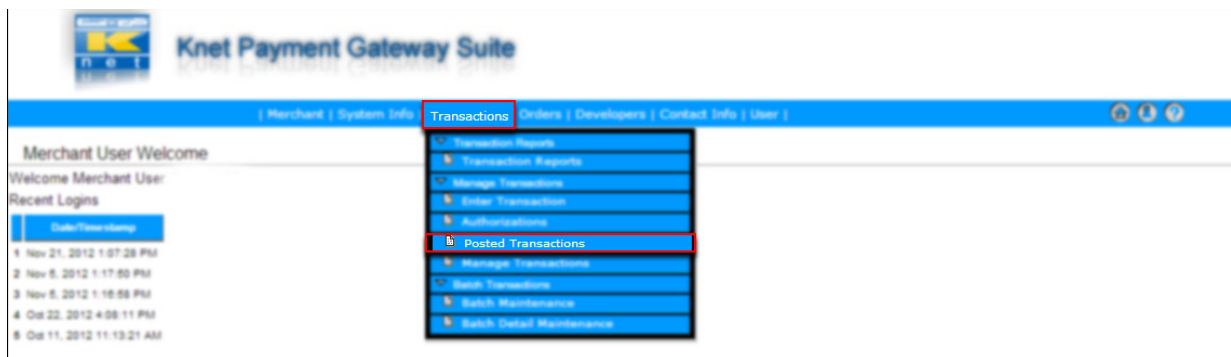 n e t
Knet Payment Gateway Suite
| Merchant | System Info | Transactions | Orders | Developers | Contact Info | User |
Merchant User Welcome
Welcome Merchant User
Recent Logins
Date/Timestamp
1 Nov 21, 2012 1:07:28 PM
2 Nov 5, 2012 1:17:50 PM
3 Nov 5, 2012 1:16:58 PM
4 Oct 22, 2012 4:08:11 PM
5 Oct 11, 2012 11:13:21 AM
Transaction Reports
Transaction Reports
Manage Transactions
Enter Transaction
Authorizations
Posted Transactions
Manage Transactions
Batch Transactions
Batch Maintenance
Batch Detail Maintenance